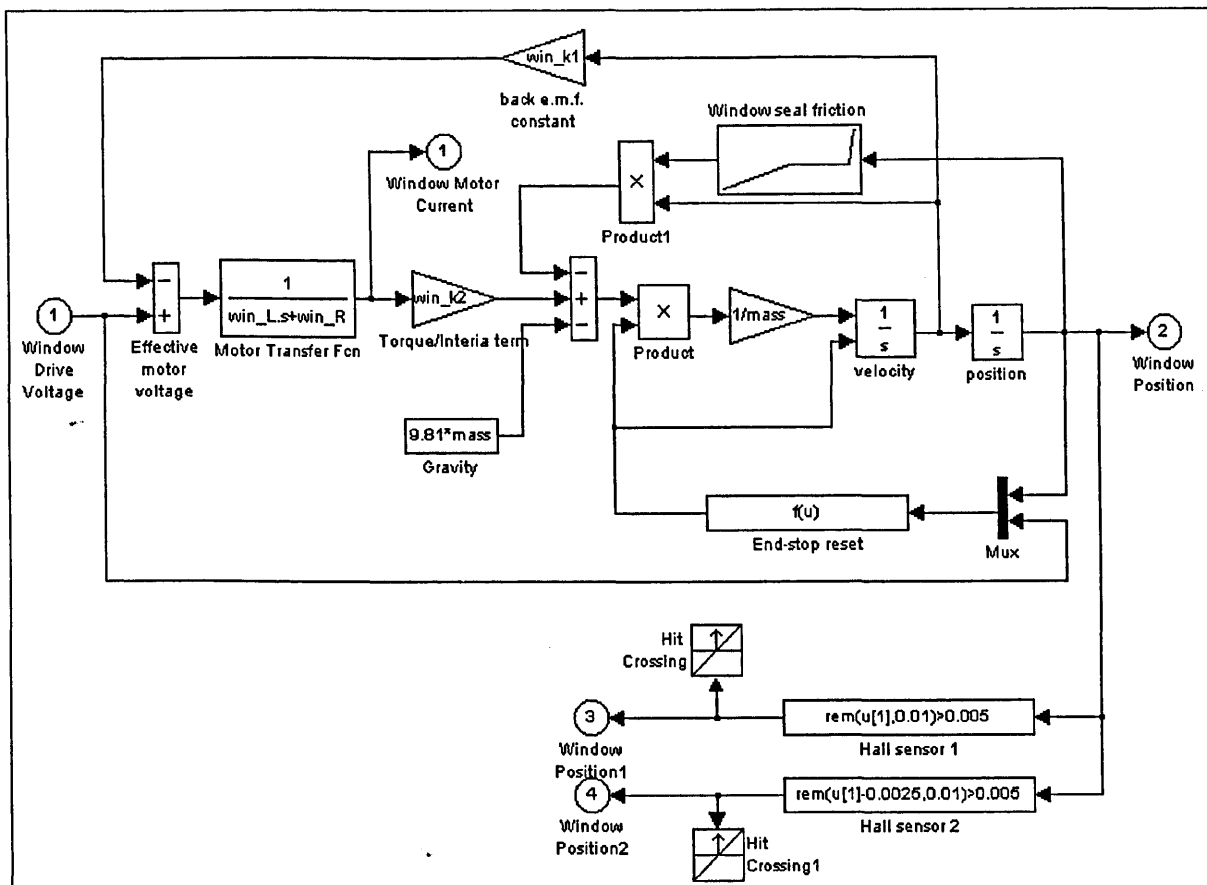 win_k1
back e.m.f.
constant
Window seal friction
1
Window Motor
Current
×
Product1
1
Window
Drive
Voltage
−
+
Effective
motor
voltage
1
win_L.s+win_R
Motor Transfer Fcn
win_k2
Torque/Interia term
−
+
−
×
Product
1/mass
1
s
velocity
1
s
position
2
Window
Position
9.81*mass
Gravity
f(u)
End-stop reset
Mux
Hit
Crossing
3
Window
Position1
rem(u[1],0.01)>0.005
Hall sensor 1
4
Window
Position2
rem(u[1]-0.0025,0.01)>0.005
Hall sensor 2
Hit
Crossing1